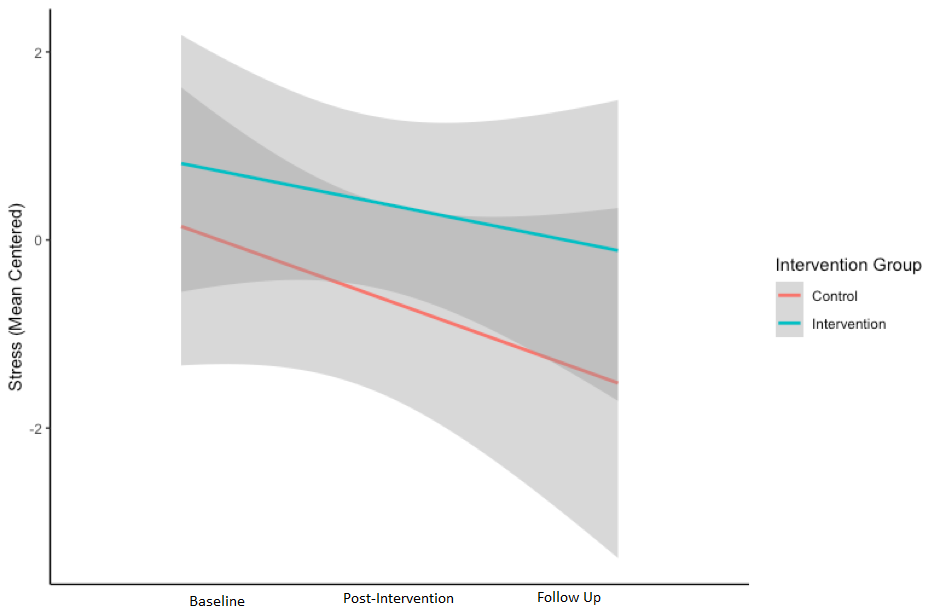 2
0
-2
Stress (Mean Centered)
Baseline
Post-Intervention
Follow Up
Intervention Group
Control
Intervention